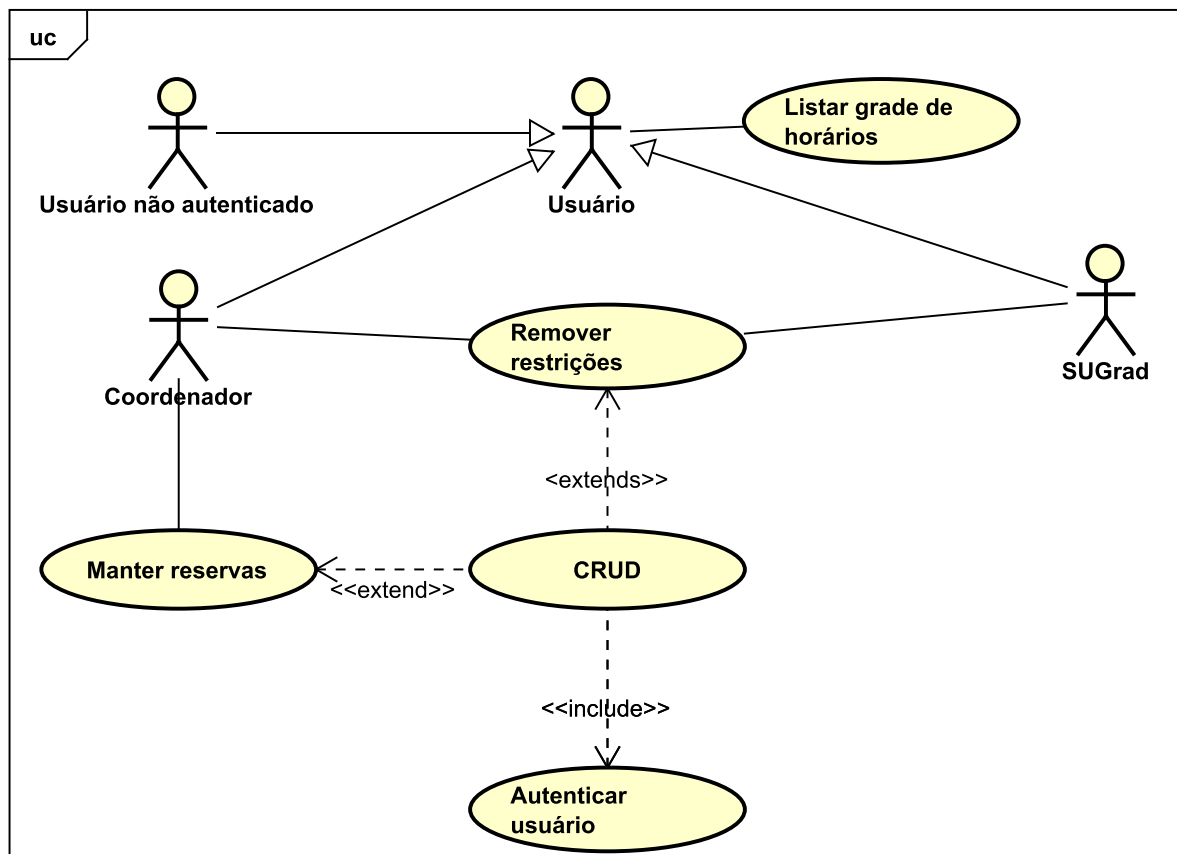 uc
Listar grade de
horários
Usuário não autenticado
Usuário
Remover
restrições
SUGrad
Coordenador
<extends>>
Manter reservas
CRUD
<<extend>>
<<include>>
Autenticar
usuário